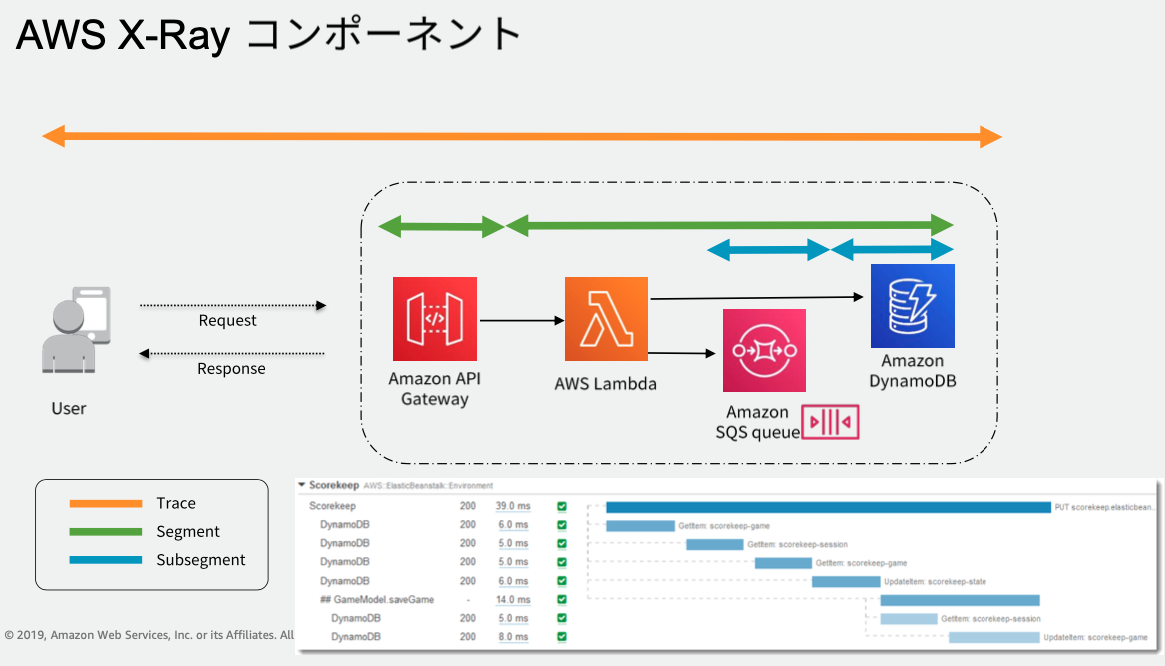 AWS X-Ray コンポーネント
Request
Response
User
Amazon API
Gateway
AWS Lambda
Amazon
SQS queue
Amazon
DynamoDB
Trace
Segment
Subsegment
Scorekeep AWS::ElasticBeanstalk::Environment
Scorekeep 200 39.0 ms PUT scorekeep.elasticbean...
DynamoDB 200 6.0 ms GetItem: scorekeep-game
DynamoDB 200 5.0 ms GetItem: scorekeep-session
DynamoDB 200 5.0 ms GetItem: scorekeep-game
DynamoDB 200 6.0 ms UpdateItem: scorekeep-state
## GameModel.saveGame - 14.0 ms
DynamoDB 200 5.0 ms GetItem: scorekeep-session
DynamoDB 200 8.0 ms UpdateItem: scorekeep-game
© 2019, Amazon Web Services, Inc. or its Affiliates. All